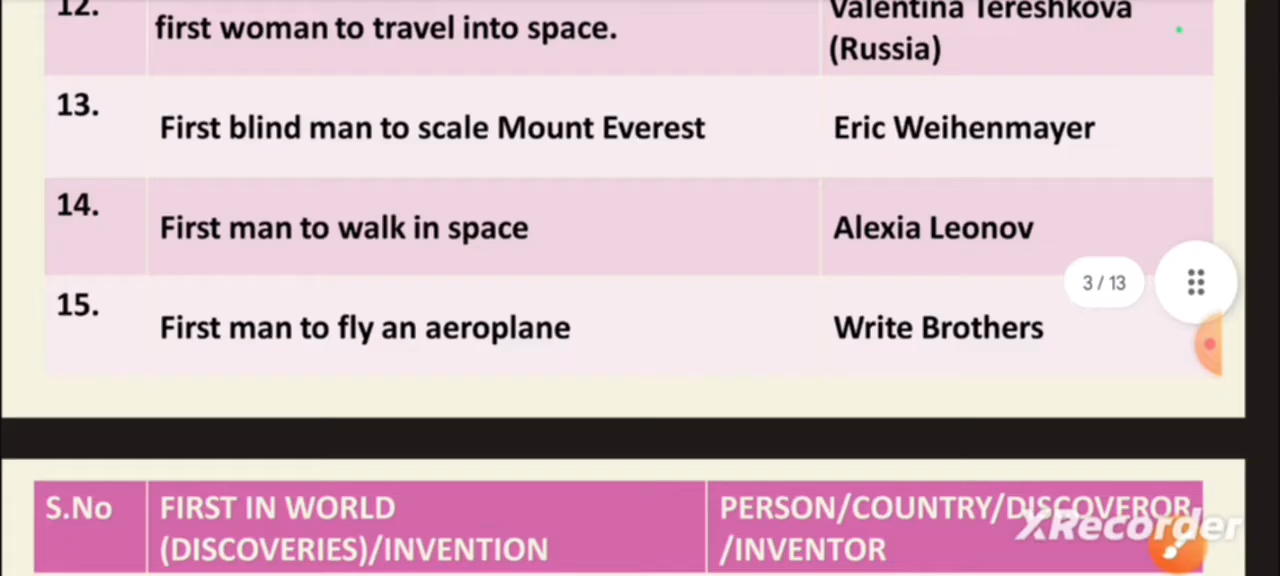 12.
first woman to travel into space.
Valentina Tereshkova
(Russia)
13.
First blind man to scale Mount Everest
Eric Weihenmayer
14.
First man to walk in space
Alexia Leonov
3 / 13
15.
First man to fly an aeroplane
Write Brothers
S.No
FIRST IN WORLD
(DISCOVERIES)/INVENTION
PERSON/COUNTRY/DISCOVEROR
/INVENTOR
XRecorder